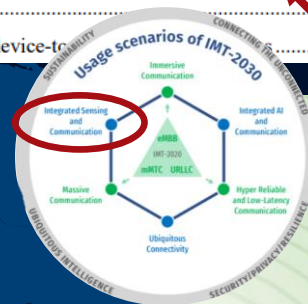 evice-to
Usage scenarios of IMT-2030
SUSTAINABILITY
CONNECTING THE UNCONNECTED
Immersive
Communication
Integrated Sensing
and
Communication
Integrated AI
and
Communication
eMBB
IMT-2020
mMTC URLLC
Massive
Communication
Hyper Reliable
and Low-Latency
Communication
Ubiquitous
Connectivity
UBIQUITOUS INTELLIGENCE
SECURITY/PRIVACY/RESILIENCE